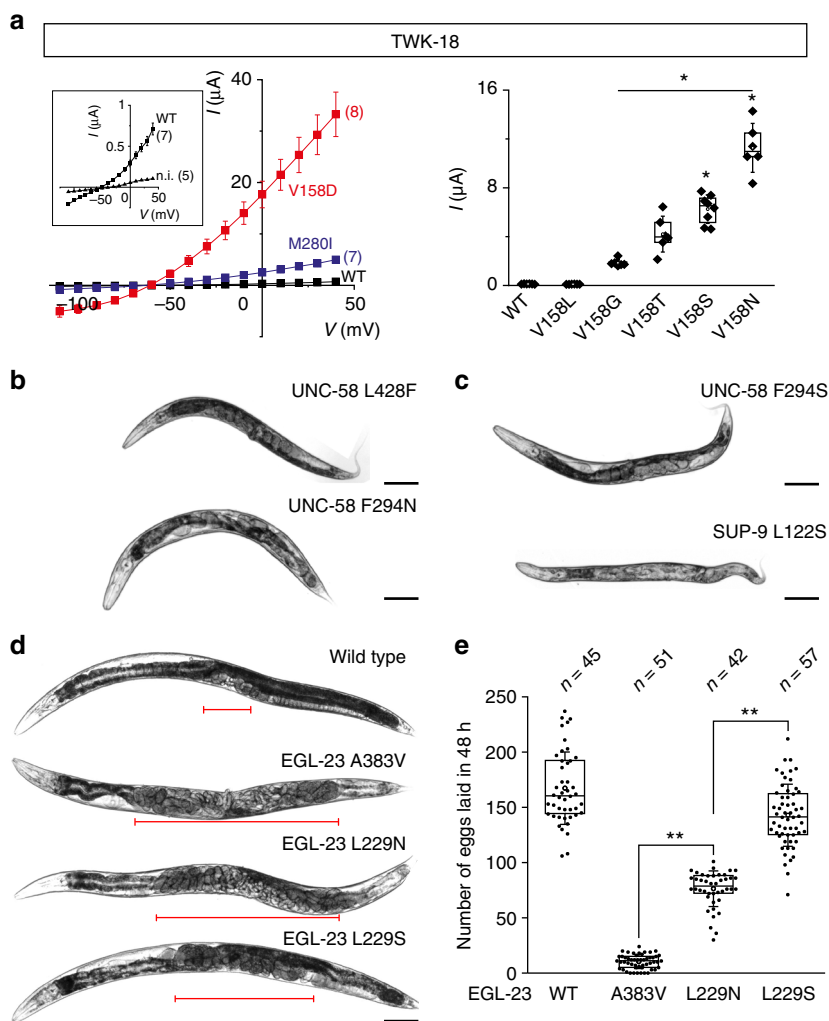 a
TWK-18
I (μA)
40
20
−100
−50
0
50
V (mV)
V158D
(8)
M280I
(7)
WT
I (μA)
1
0.5
WT
(7)
n.i. (5)
−50
0
50
V (mV)
I (μA)
16
8
0
*
*
*
WT
V158L
V158G
V158T
V158S
V158N
b
UNC-58 L428F
UNC-58 F294N
c
UNC-58 F294S
SUP-9 L122S
d
Wild type
EGL-23 A383V
EGL-23 L229N
EGL-23 L229S
e
n = 45
n = 51
n = 42
n = 57
Number of eggs laid in 48 h
250
200
150
100
50
0
**
**
EGL-23 WT A383V L229N L229S